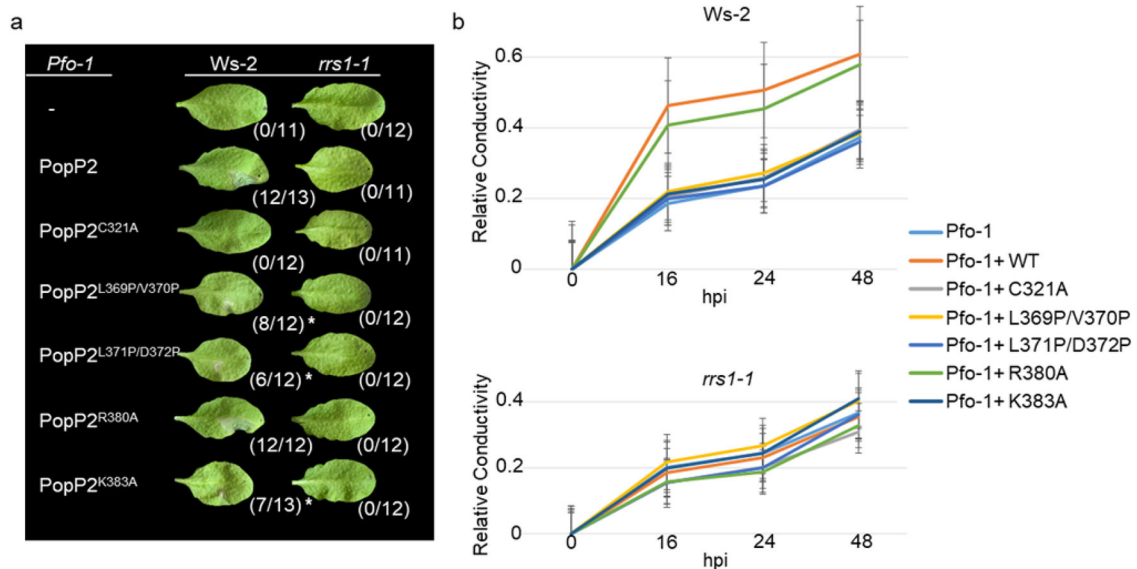 a
Pfo-1 Ws-2 rrs1-1
- (0/11) (0/12)
PopP2 (12/13) (0/11)
PopP2C321A (0/12) (0/11)
PopP2L369P/V370P (8/12) * (0/12)
PopP2L371P/D372P (6/12) * (0/12)
PopP2R380A (12/12) (0/12)
PopP2K383A (7/13) * (0/12)
b
Ws-2
Relative Conductivity
0.6
0.4
0.2
0
0 16 24 48
hpi
rrs1-1
Relative Conductivity
0.4
0.2
0
0 16 24 48
hpi
Pfo-1
Pfo-1+ WT
Pfo-1+ C321A
Pfo-1+ L369P/V370P
Pfo-1+ L371P/D372P
Pfo-1+ R380A
Pfo-1+ K383A